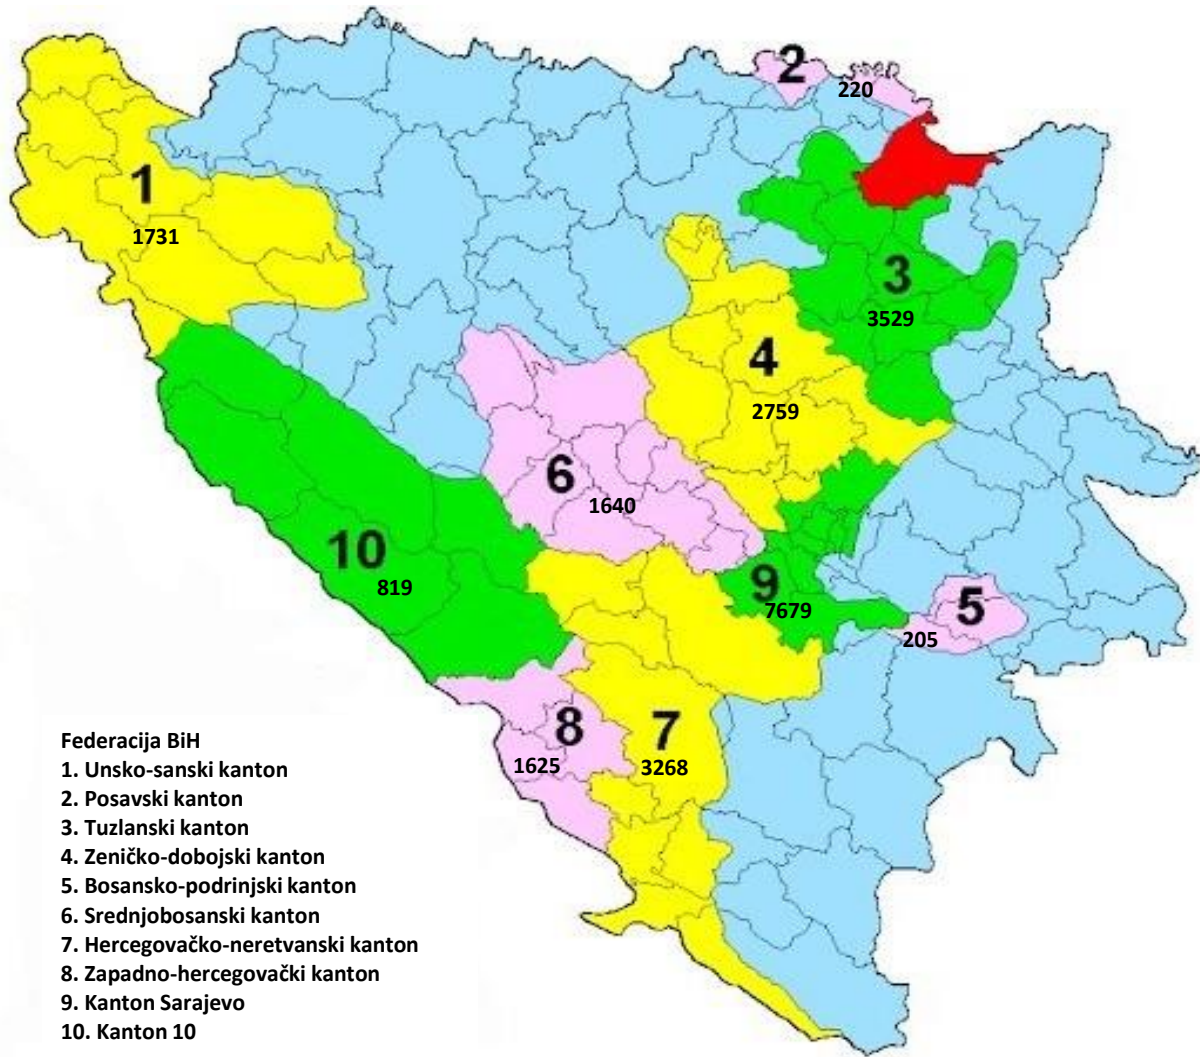 2
220
1
1731
3
3529
4
2759
6
1640
10
819
9
7679
5
205
8
1625
7
3268
Federacija BiH
1. Unsko-sanski kanton
2. Posavski kanton
3. Tuzlanski kanton
4. Zeničko-dobojski kanton
5. Bosansko-podrinjski kanton
6. Srednjobosanski kanton
7. Hercegovačko-neretvanski kanton
8. Zapadno-hercegovački kanton
9. Kanton Sarajevo
10. Kanton 10